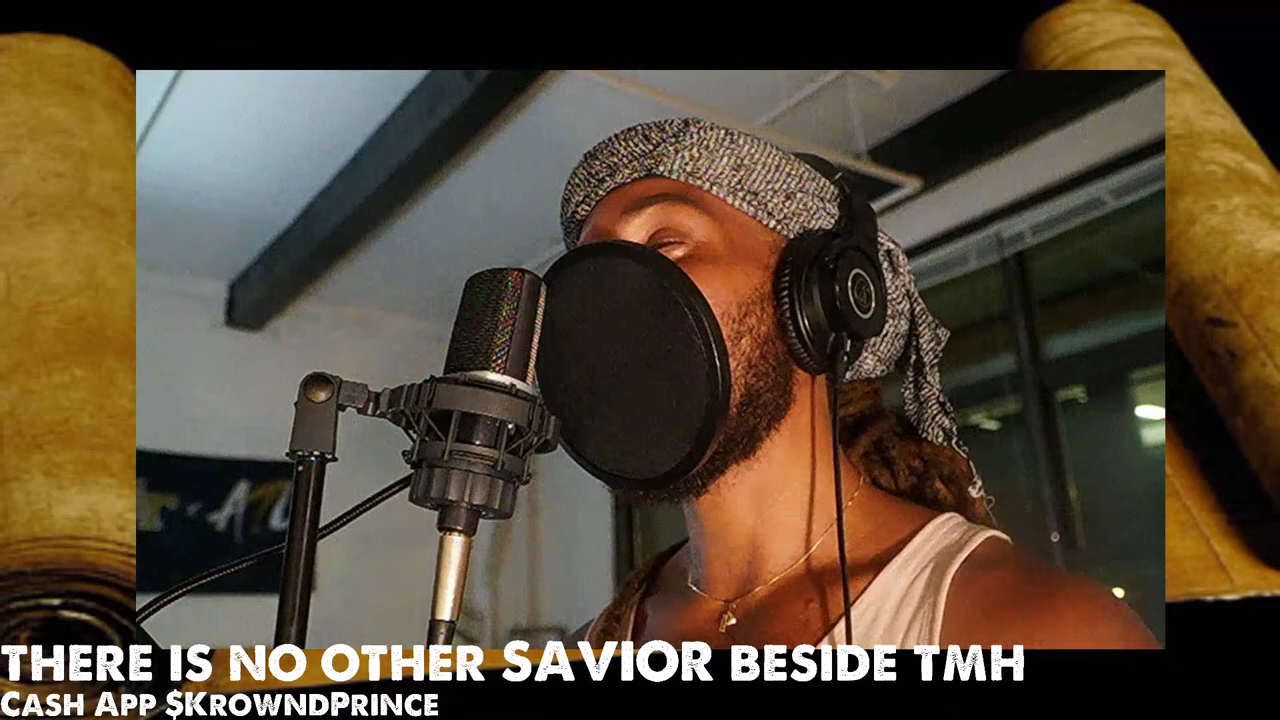 THERE IS NO OTHER SAVIOR BESIDE TMH
CASH APP $KROWNDPRINCE